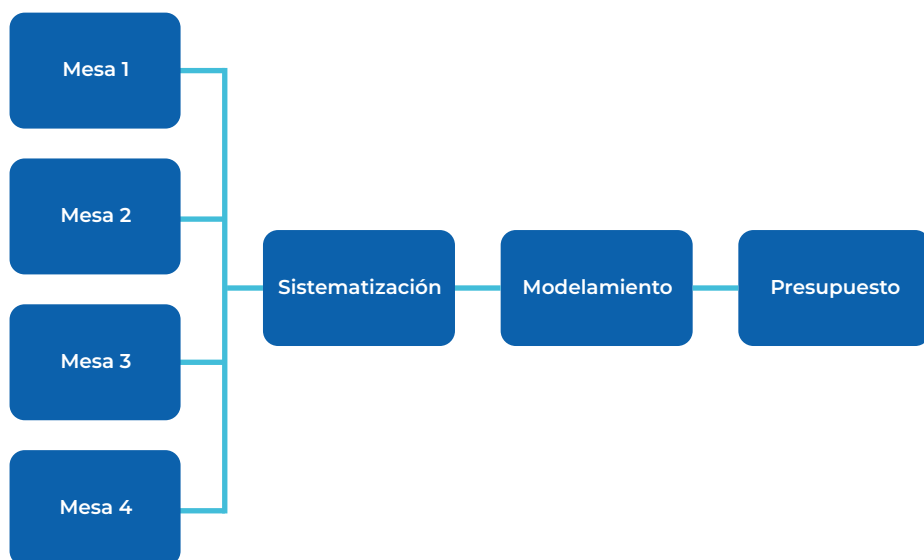 Mesa 1
Mesa 2
Mesa 3
Mesa 4
Sistematización
Modelamiento
Presupuesto